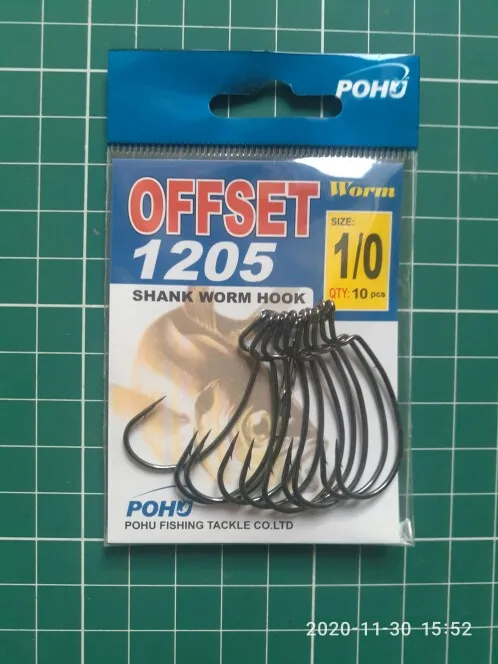 POHU
OFFSET
Worm
1205
SIZE:
1/0
QTY: 10 pcs
SHANK WORM HOOK
POHU
POHU FISHING TACKLE CO.LTD
2020-11-30 15:52